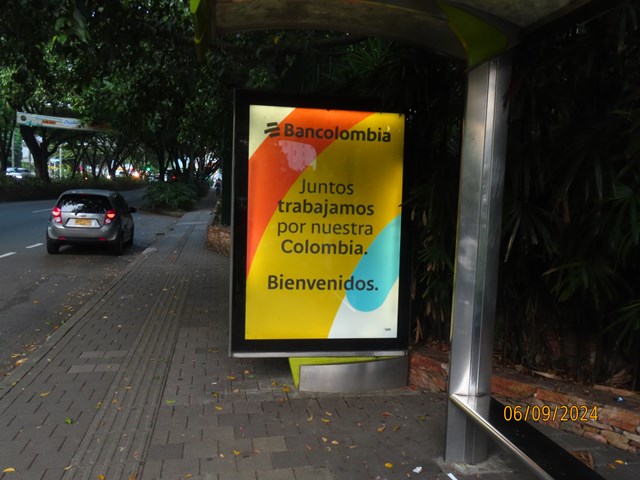 Bancolombia
Juntos
trabajamos
por nuestra
Colombia.
Bienvenidos.
06/09/2024